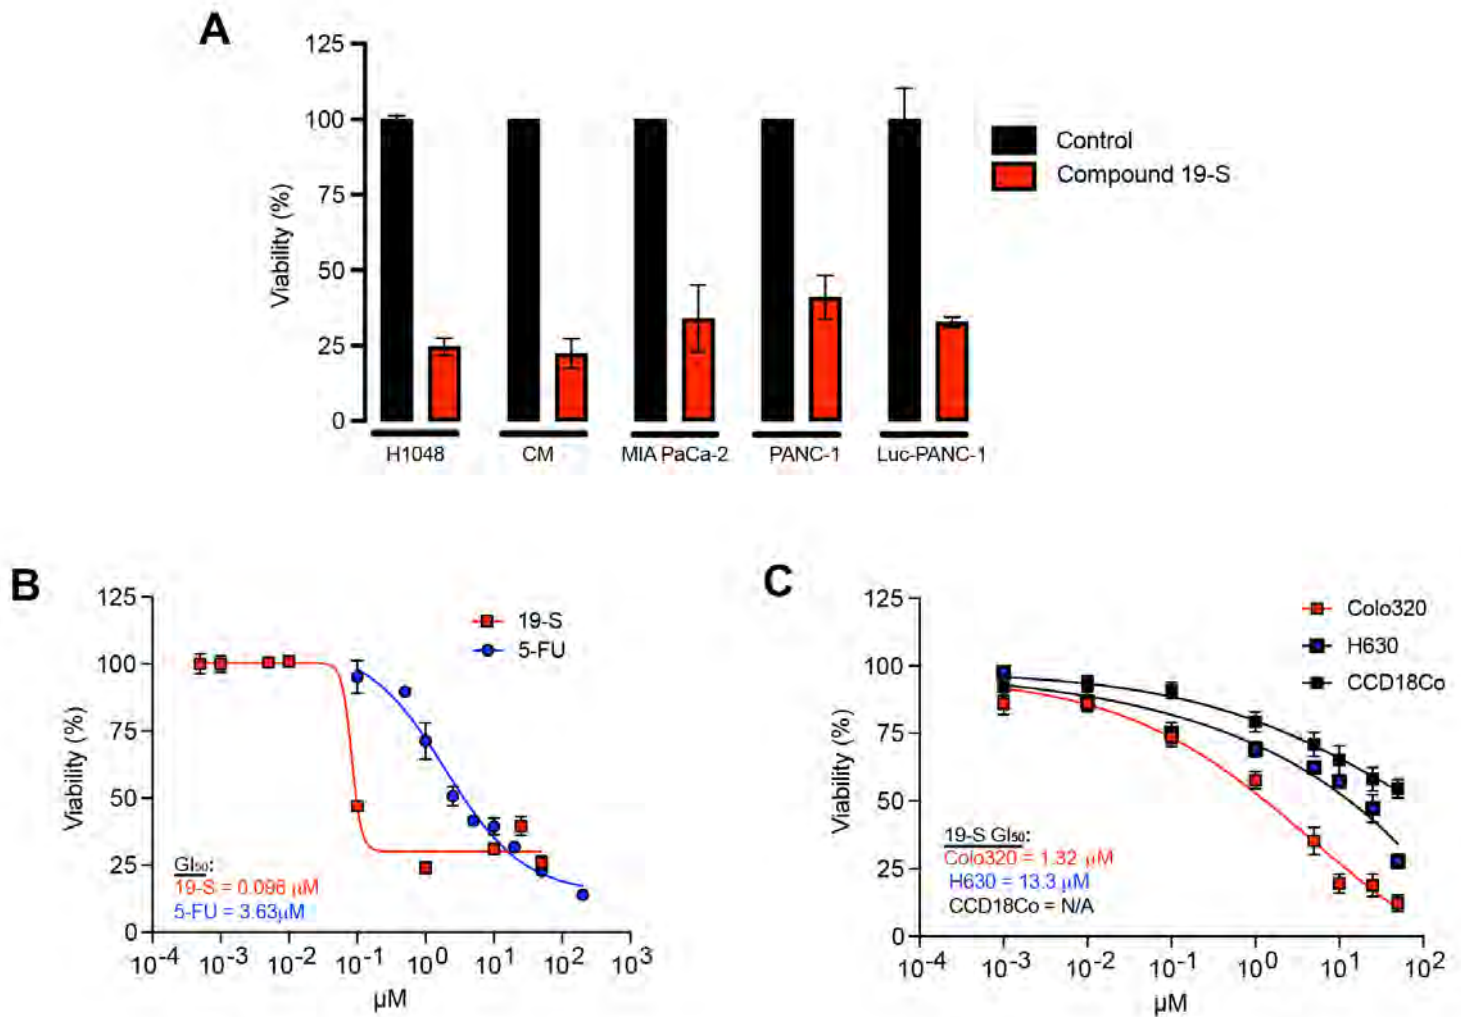 A
125
100
75
50
25
0
Viability (%)
Control
Compound 19-S
H1048
CM
MIA PaCa-2
PANC-1
Luc-PANC-1
B
125
100
75
50
25
0
Viability (%)
19-S
5-FU
GI₅₀:
19-S = 0.096 µM
5-FU = 3.63µM
10⁻⁴ 10⁻³ 10⁻² 10⁻¹ 10⁰ 10¹ 10² 10³
µM
C
125
100
75
50
25
0
Viability (%)
Colo320
H630
CCD18Co
19-S GI₅₀:
Colo320 = 1.32 µM
H630 = 13.3 µM
CCD18Co = N/A
10⁻⁴ 10⁻³ 10⁻² 10⁻¹ 10⁰ 10¹ 10²
µM